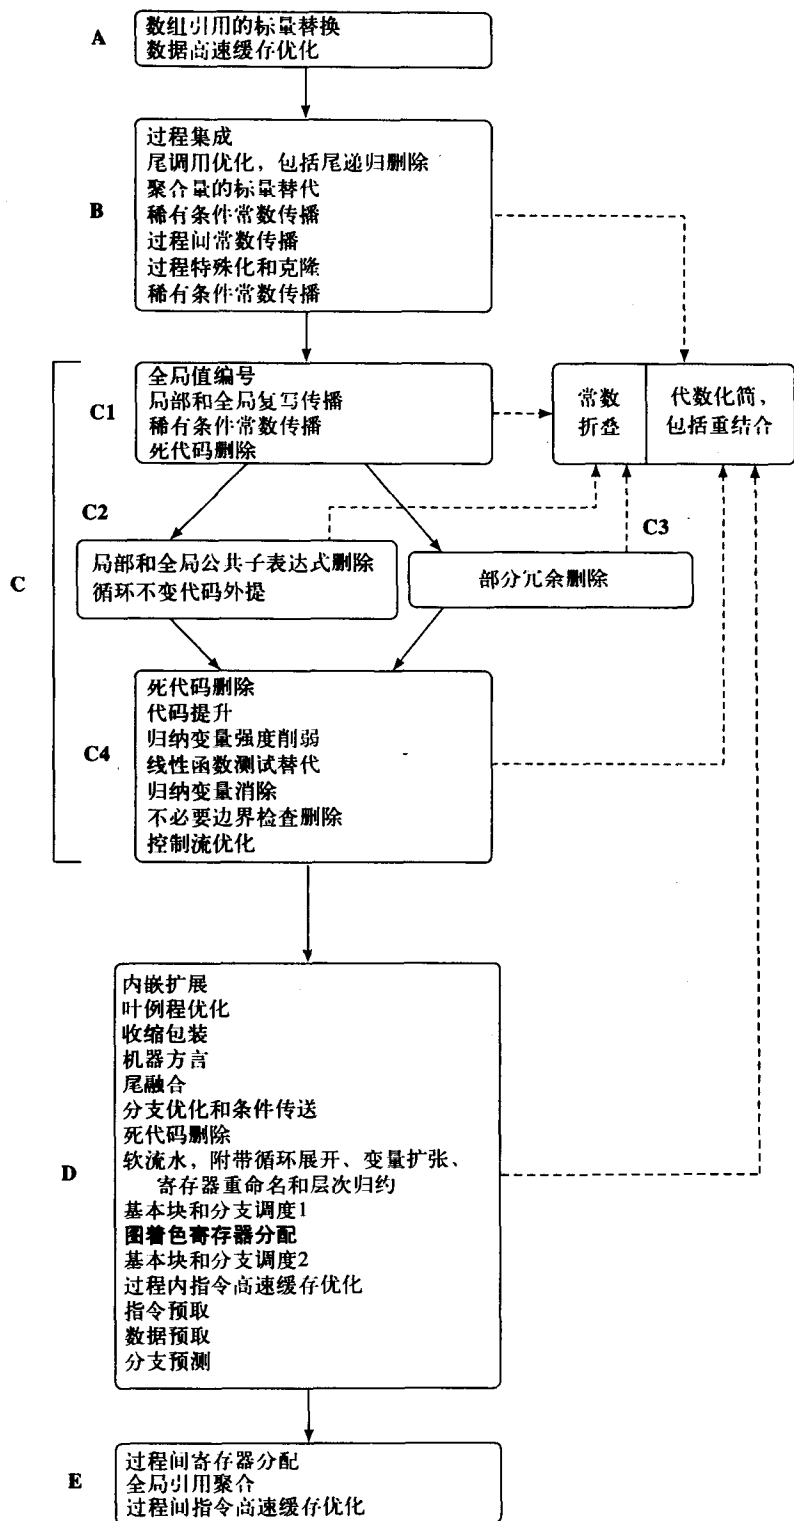 A
数组引用的标量替换
数据高速缓存优化
B
过程集成
尾调用优化，包括尾递归删除
聚合量的标量替代
稀有条件常数传播
过程间常数传播
过程特殊化和克隆
稀有条件常数传播
C
C1
全局值编号
局部和全局复写传播
稀有条件常数传播
死代码删除
常数
折叠
代数化简，
包括重结合
C2
局部和全局公共子表达式删除
循环不变代码外提
C3
部分冗余删除
C4
死代码删除
代码提升
归纳变量强度削弱
线性函数测试替代
归纳变量消除
不必要边界检查删除
控制流优化
D
内嵌扩展
叶例程优化
收缩包装
机器方言
尾融合
分支优化和条件传送
死代码删除
软流水，附带循环展开、变量扩张、
寄存器重命名和层次归约
基本块和分支调度1
图着色寄存器分配
基本块和分支调度2
过程内指令高速缓存优化
指令预取
数据预取
分支预测
E
过程间寄存器分配
全局引用聚合
过程间指令高速缓存优化